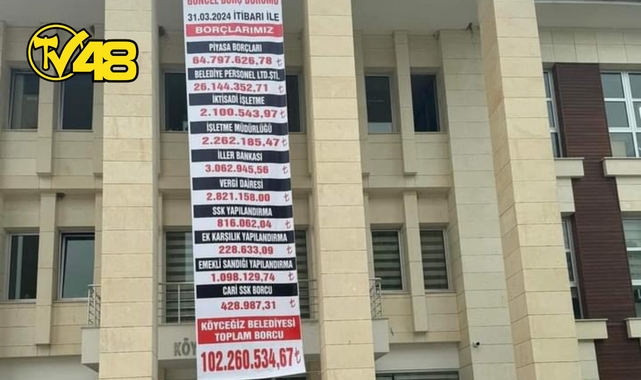 TV48
GÜNCEL BORÇ DURUMU
31.03.2024 İTİBARI İLE
BORÇLARIMIZ
PİYASA BORÇLARI
64.797.626,78 ₺
BELEDİYE PERSONEL LTD.ŞTİ.
26.144.352,71 ₺
İKTİSADİ İŞLETME
2.100.543,97 ₺
İŞLETME MÜDÜRLÜĞÜ
2.262.185,47 ₺
İLLER BANKASI
3.062.945,56 ₺
VERGİ DAİRESİ
2.821.158.00 ₺
SSK YAPILANDIRMA
816.062,04 ₺
EK KARŞILIK YAPILANDIRMA
228.633,09 ₺
EMEKLİ SANDIĞI YAPILANDIRMA
1.098.129,74 ₺
CARİ SSK BORCU
428.987,31 ₺
KÖYCEĞİZ BELEDİYESİ
TOPLAM BORCU
102.260.534,67 ₺
KÖY